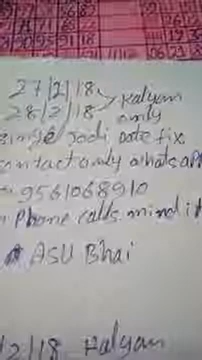 27/2/18
28/2/18 > Kalyan only
single Jodi Date fix
contact only whatsap
9561068910
Phone calls mind it
ASU Bhai
2/18 Kalyan